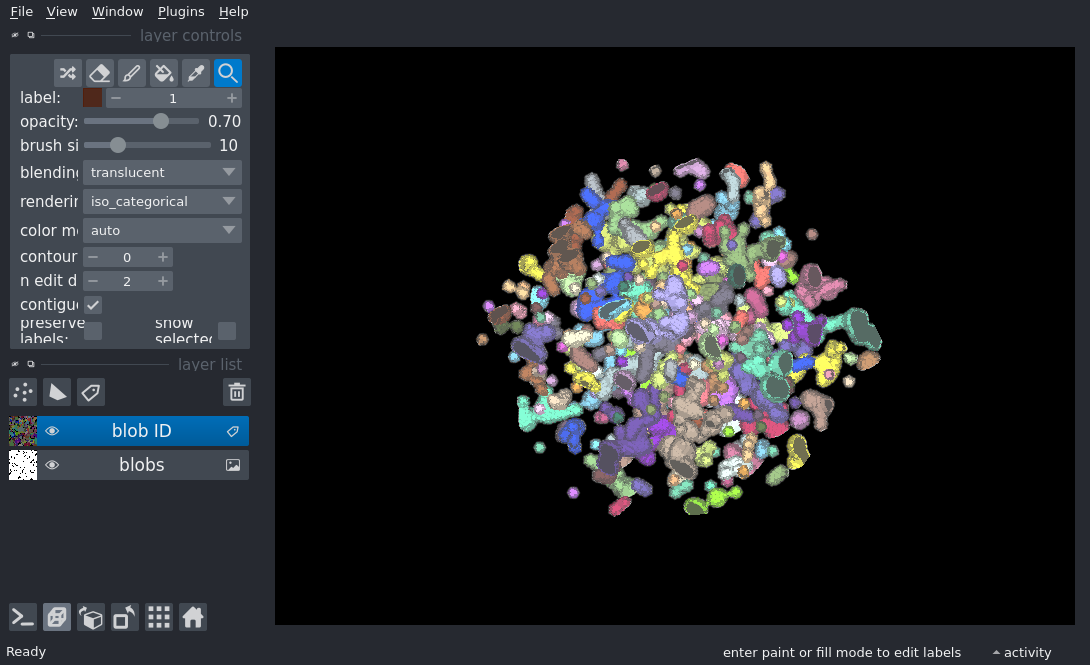 File View Window Plugins Help
layer controls
label: 1
opacity: 0.70
brush si 10
blending translucent
renderin iso_categorical
color m auto
contour 0
n edit d 2
contigue
preserve labels: show selected
layer list
blob ID
blobs
Ready enter paint or fill mode to edit labels activity